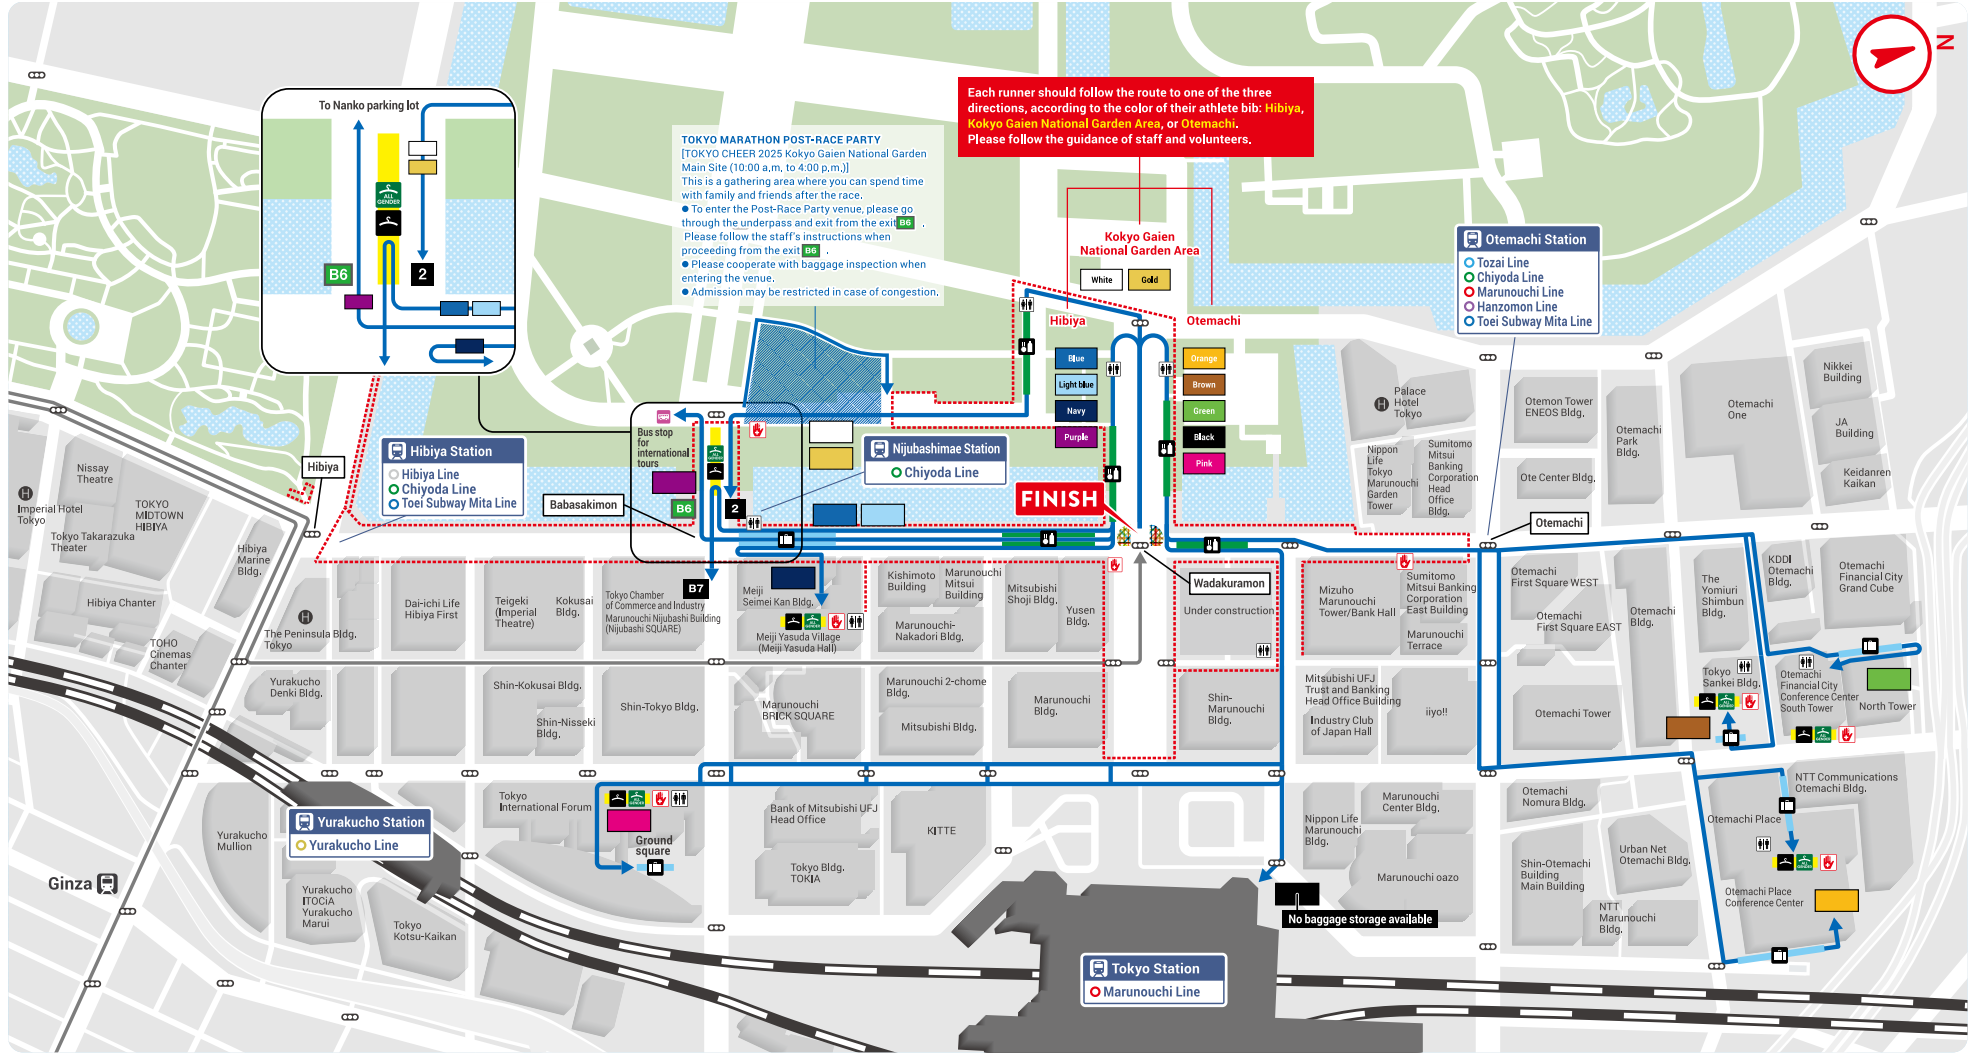 N
To Nanko parking lot
ALL GENDER
B6
2
TOKYO MARATHON POST-RACE PARTY
[TOKYO CHEER 2025 Kokyo Gaien National Garden
Main Site (10:00 a.m. to 4:00 p.m.)]
This is a gathering area where you can spend time
with family and friends after the race.
● To enter the Post-Race Party venue, please go
through the underpass and exit from the exit B6 .
Please follow the staff's instructions when
proceeding from the exit B6 .
● Please cooperate with baggage inspection when
entering the venue.
● Admission may be restricted in case of congestion.
Each runner should follow the route to one of the three
directions, according to the color of their athlete bib: Hibiya,
Kokyo Gaien National Garden Area, or Otemachi.
Please follow the guidance of staff and volunteers.
Kokyo Gaien
National Garden Area
White
Gold
Hibiya
Otemachi
Blue
Light blue
Navy
Purple
Orange
Brown
Green
Black
Pink
Otemachi Station
Tozai Line
Chiyoda Line
Marunouchi Line
Hanzomon Line
Toei Subway Mita Line
Hibiya Station
Hibiya Line
Chiyoda Line
Toei Subway Mita Line
Nijubashimae Station
Chiyoda Line
Bus stop
for
international
tours
ALL GENDER
B6
2
B7
Hibiya
Babasakimon
FINISH
Wadakuramon
Otemachi
Palace
Hotel
Tokyo
H
Nippon
Life
Tokyo
Marunouchi
Garden
Tower
Sumitomo
Mitsui
Banking
Corporation
Head
Office
Bldg.
Otemon Tower
ENEOS Bldg.
Ote Center Bldg.
Otemachi
Park
Bldg.
Otemachi
One
Nikkei
Building
JA
Building
Keidanren
Kaikan
Nissay
Theatre
H
Imperial Hotel
Tokyo
TOKYO
MIDTOWN
HIBIYA
Tokyo Takarazuka
Theater
Hibiya
Marine
Bldg.
Hibiya Chanter
TOHO
Cinemas
Chanter
H
The Peninsula Bldg.
Tokyo
Dai-ichi Life
Hibiya First
Teigeki
(Imperial
Theatre)
Kokusai
Bldg.
Tokyo Chamber
of Commerce and Industry
Marunouchi Nijubashi Building
(Nijubashi SQUARE)
Meiji
Seimei Kan Bldg.
ALL GENDER
Meiji Yasuda Village
(Meiji Yasuda Hall)
Kishimoto
Building
Marunouchi
Mitsui
Building
Marunouchi-
Nakadori Bldg.
Mitsubishi
Shoji Bldg.
Yusen
Bldg.
Under construction
Mizuho
Marunouchi
Tower/Bank Hall
Sumitomo
Mitsui Banking
Corporation
East Building
Marunouchi
Terrace
Otemachi
First Square WEST
Otemachi
First Square EAST
Otemachi
Bldg.
The
Yomiuri
Shimbun
Bldg.
KDDI
Otemachi
Bldg.
Otemachi
Financial City
Grand Cube
Yurakucho
Denki Bldg.
Shin-Kokusai Bldg.
Shin-Nisseki
Bldg.
Shin-Tokyo Bldg.
Marunouchi
BRICK SQUARE
Marunouchi 2-chome
Bldg.
Mitsubishi Bldg.
Marunouchi
Bldg.
Shin-
Marunouchi
Bldg.
Mitsubishi UFJ
Trust and Banking
Head Office Building
Industry Club
of Japan Hall
iiyo!!
Otemachi Tower
Tokyo
Sankei Bldg.
ALL GENDER
Otemachi
Financial City
Conference Center
South Tower
North Tower
ALL GENDER
Yurakucho
Mullion
Yurakucho Station
Yurakucho Line
Ginza
Yurakucho
ITOCiA
Yurakucho
Marui
Tokyo
Kotsu-Kaikan
Tokyo
International Forum
ALL GENDER
Ground
square
Bank of Mitsubishi UFJ
Head Office
Tokyo Bldg.
TOKIA
KITTE
Nippon Life
Marunouchi
Bldg.
Marunouchi
Center Bldg.
Marunouchi oazo
No baggage storage available
Otemachi
Nomura Bldg.
Shin-Otemachi
Building
Main Building
Urban Net
Otemachi Bldg.
NTT
Marunouchi
Bldg.
NTT Communications
Otemachi Bldg.
Otemachi Place
ALL GENDER
Otemachi Place
Conference Center
Tokyo Station
Marunouchi Line